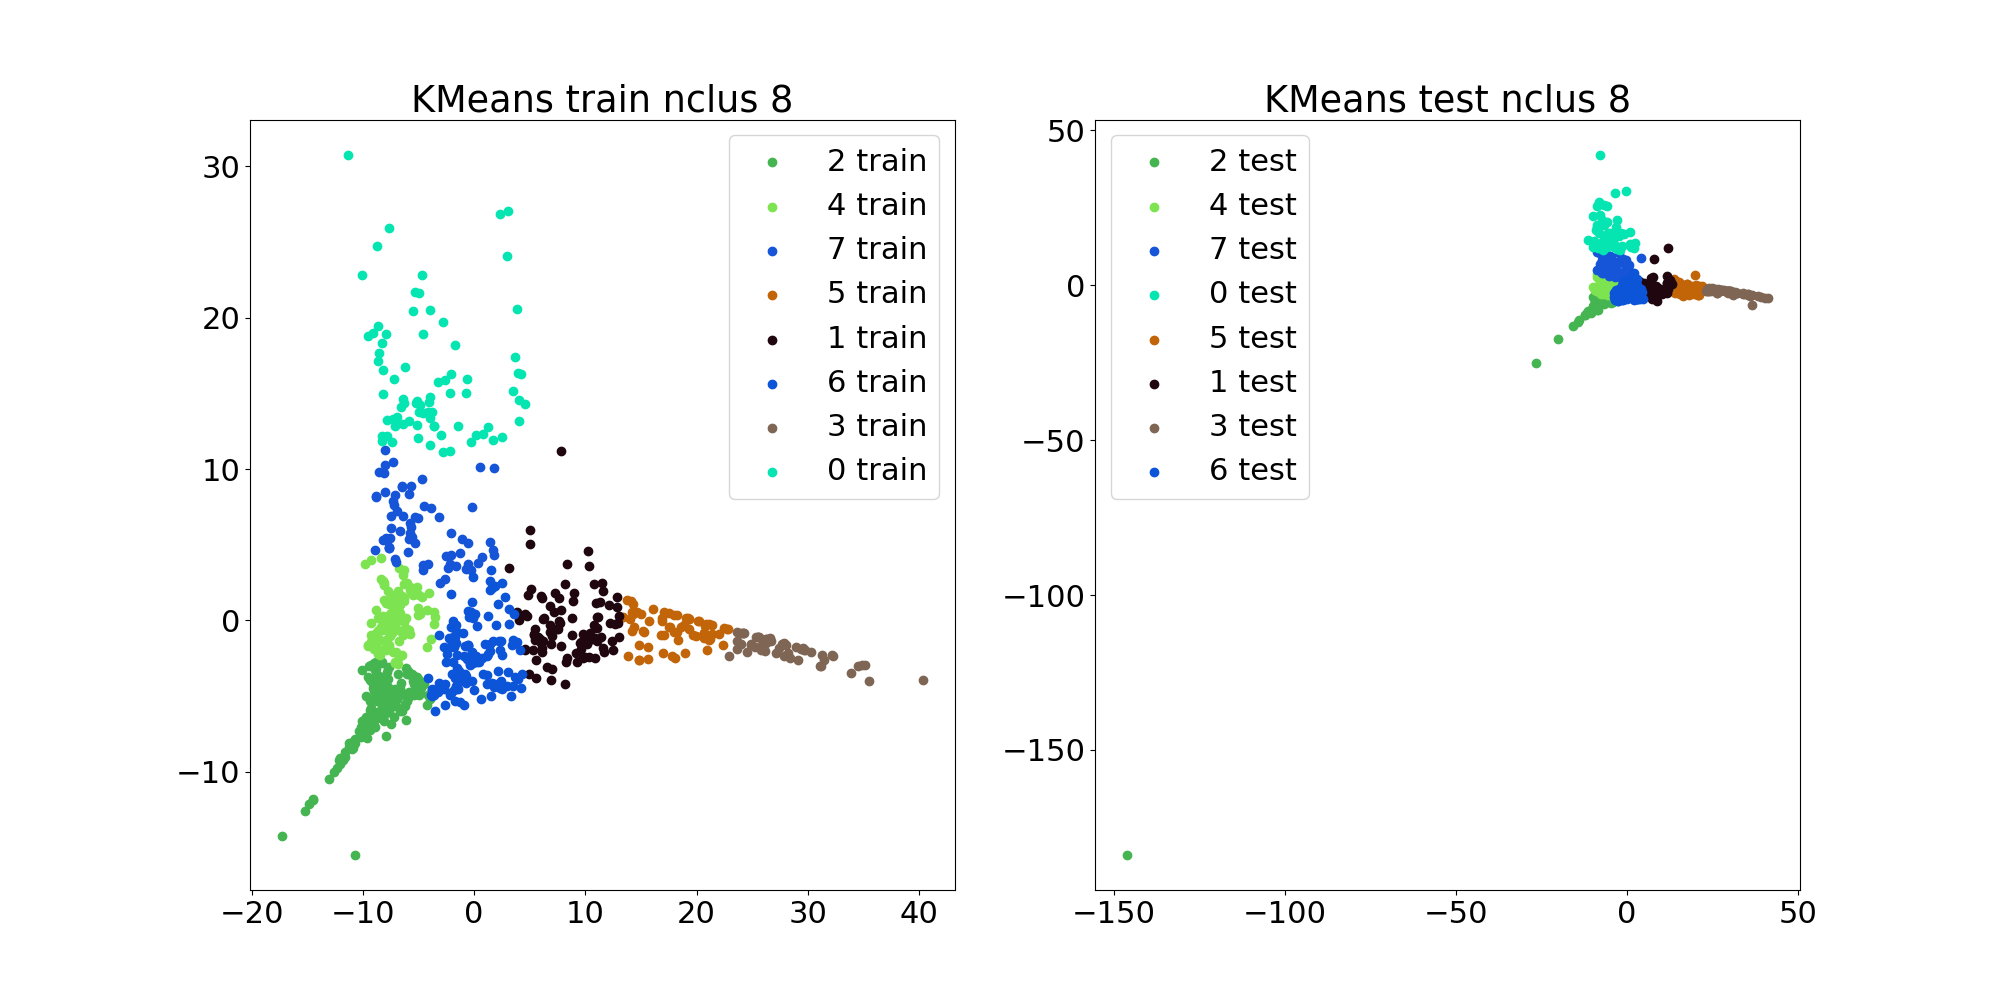 KMeans train nclus 8
30
20
10
0
−10
−20
−10
0
10
20
30
40
2 train
4 train
7 train
5 train
1 train
6 train
3 train
0 train
KMeans test nclus 8
50
0
−50
−100
−150
−150
−100
−50
0
50
2 test
4 test
7 test
0 test
5 test
1 test
3 test
6 test